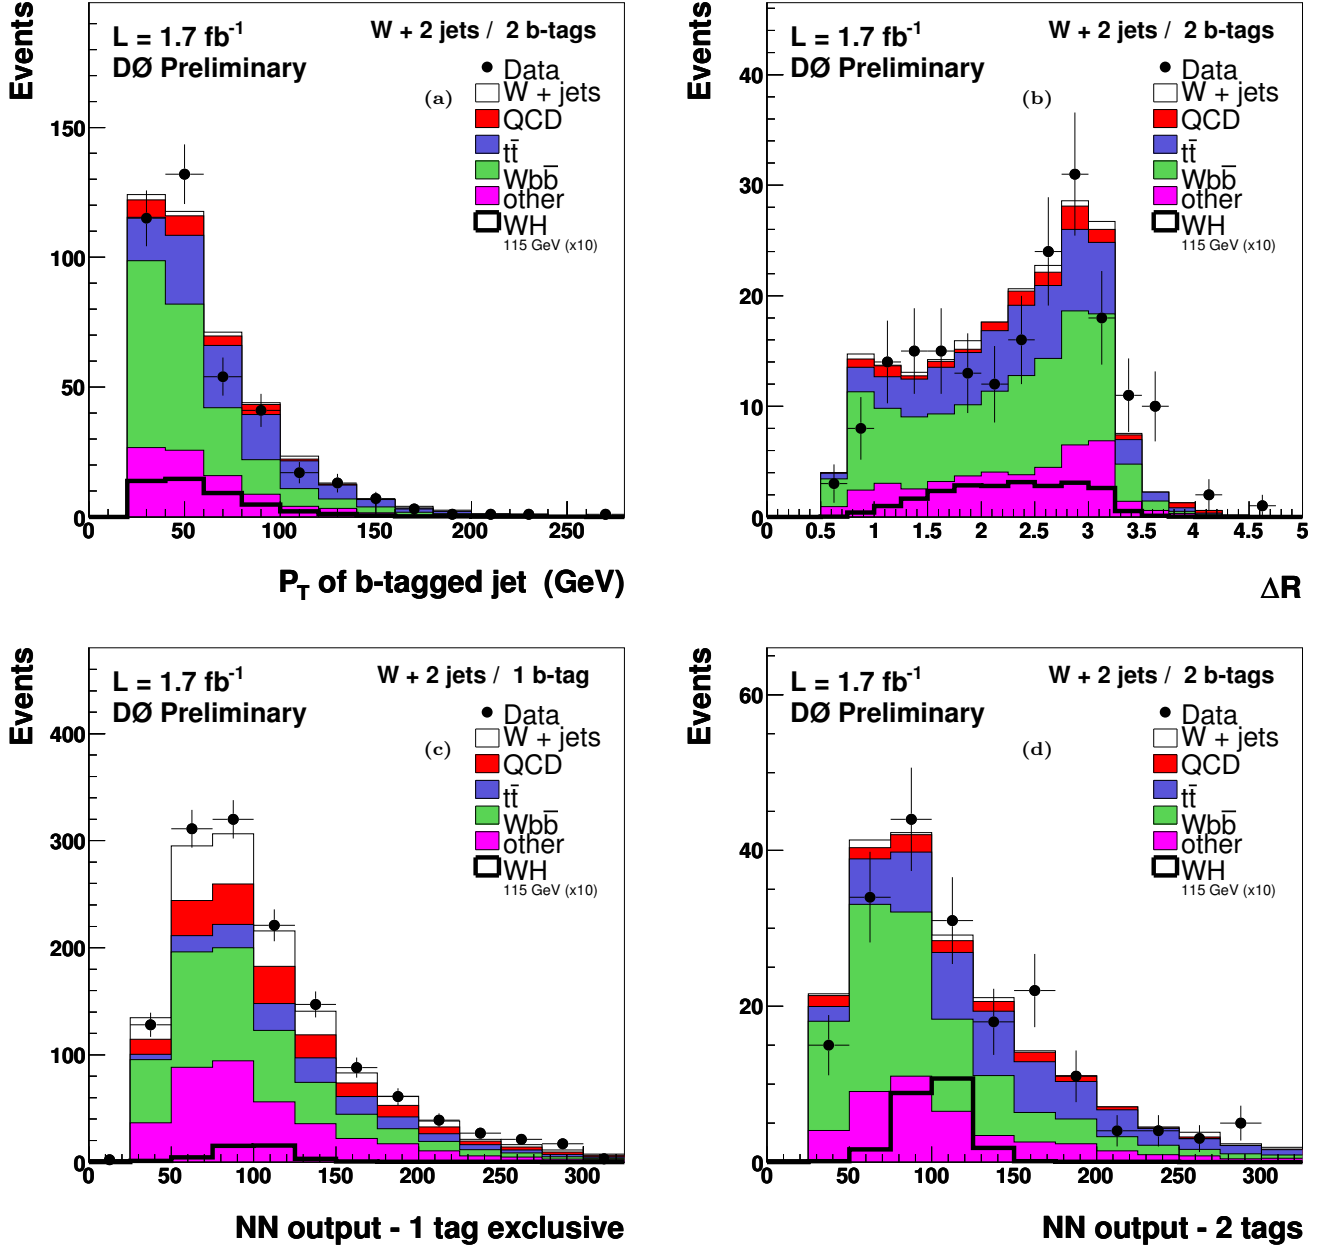 Events
L = 1.7 fb-1
DØ Preliminary
W + 2 jets / 2 b-tags
(a)
Data
W + jets
QCD
tt̄
Wbb̄
other
WH
115 GeV (x10)
150
100
50
0
0 50 100 150 200 250
PT of b-tagged jet (GeV)
Events
L = 1.7 fb-1
DØ Preliminary
W + 2 jets / 2 b-tags
(b)
Data
W + jets
QCD
tt̄
Wbb̄
other
WH
115 GeV (x10)
40
30
20
10
0
0 0.5 1 1.5 2 2.5 3 3.5 4 4.5 5
ΔR
Events
L = 1.7 fb-1
DØ Preliminary
W + 2 jets / 1 b-tag
(c)
Data
W + jets
QCD
tt̄
Wbb̄
other
WH
115 GeV (x10)
400
300
200
100
0
0 50 100 150 200 250 300
NN output - 1 tag exclusive
Events
L = 1.7 fb-1
DØ Preliminary
W + 2 jets / 2 b-tags
(d)
Data
W + jets
QCD
tt̄
Wbb̄
other
WH
115 GeV (x10)
60
40
20
0
0 50 100 150 200 250 300
NN output - 2 tags